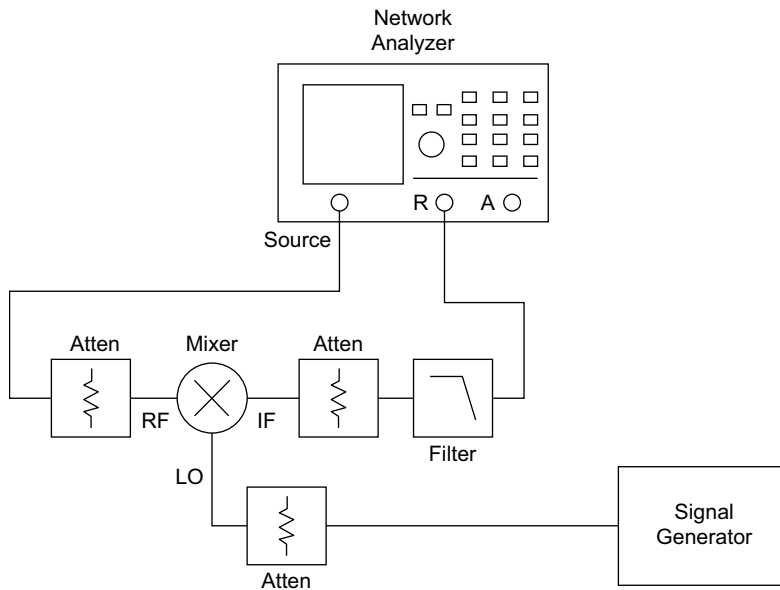 Network
Analyzer
R
A
Source
Atten
Mixer
Atten
RF
IF
Filter
LO
Signal
Generator
Atten